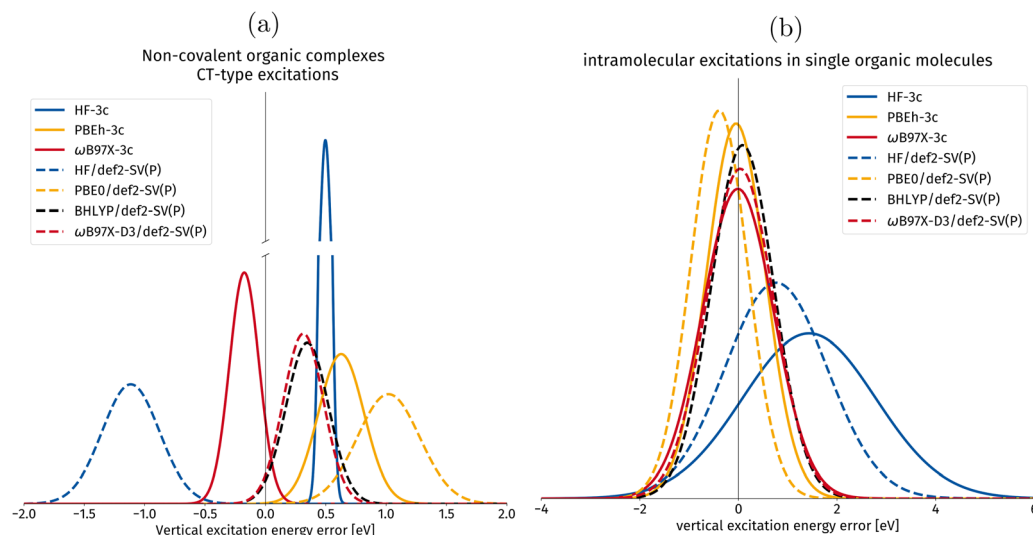 (a)
Non-covalent organic complexes
CT-type excitations
HF-3c
PBEh-3c
ωB97X-3c
HF/def2-SV(P)
PBE0/def2-SV(P)
BHLYP/def2-SV(P)
ωB97X-D3/def2-SV(P)
−2.0 −1.5 −1.0 −0.5 0.0 0.5 1.0 1.5 2.0
Vertical excitation energy error [eV]
(b)
intramolecular excitations in single organic molecules
HF-3c
PBEh-3c
ωB97X-3c
HF/def2-SV(P)
PBE0/def2-SV(P)
BHLYP/def2-SV(P)
ωB97X-D3/def2-SV(P)
−4 −2 0 2 4 6
vertical excitation energy error [eV]